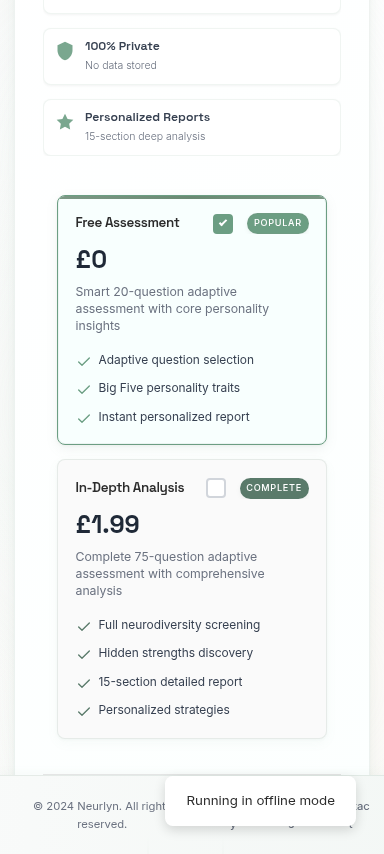 100% Private
No data stored
Personalized Reports
15-section deep analysis
Free Assessment
POPULAR
£0
Smart 20-question adaptive
assessment with core personality
insights
Adaptive question selection
Big Five personality traits
Instant personalized report
In-Depth Analysis
COMPLETE
£1.99
Complete 75-question adaptive
assessment with comprehensive
analysis
Full neurodiversity screening
Hidden strengths discovery
15-section detailed report
Personalized strategies
© 2024 Neurlyn. All
reserved.
Running in offline mode